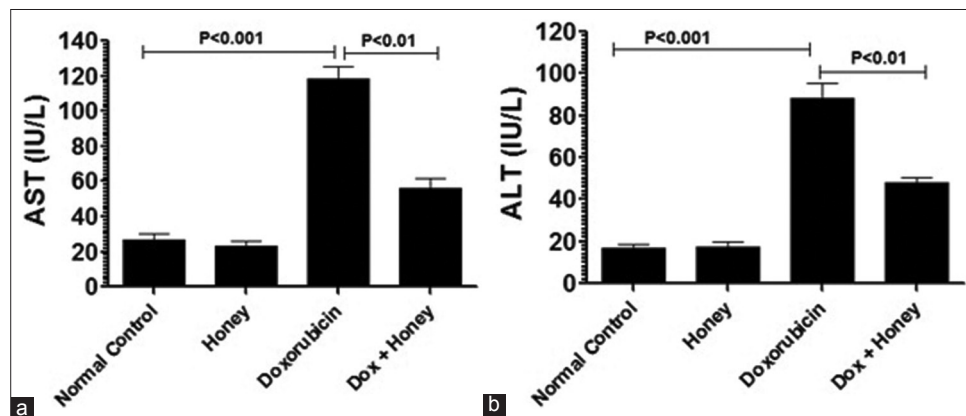 AST (IU/L)
140
120
100
80
60
40
20
0
P<0.001
P<0.01
Normal Control
Honey
Doxorubicin
Dox + Honey
a
ALT (IU/L)
120
100
80
60
40
20
0
P<0.001
P<0.01
Normal Control
Honey
Doxorubicin
Dox + Honey
b